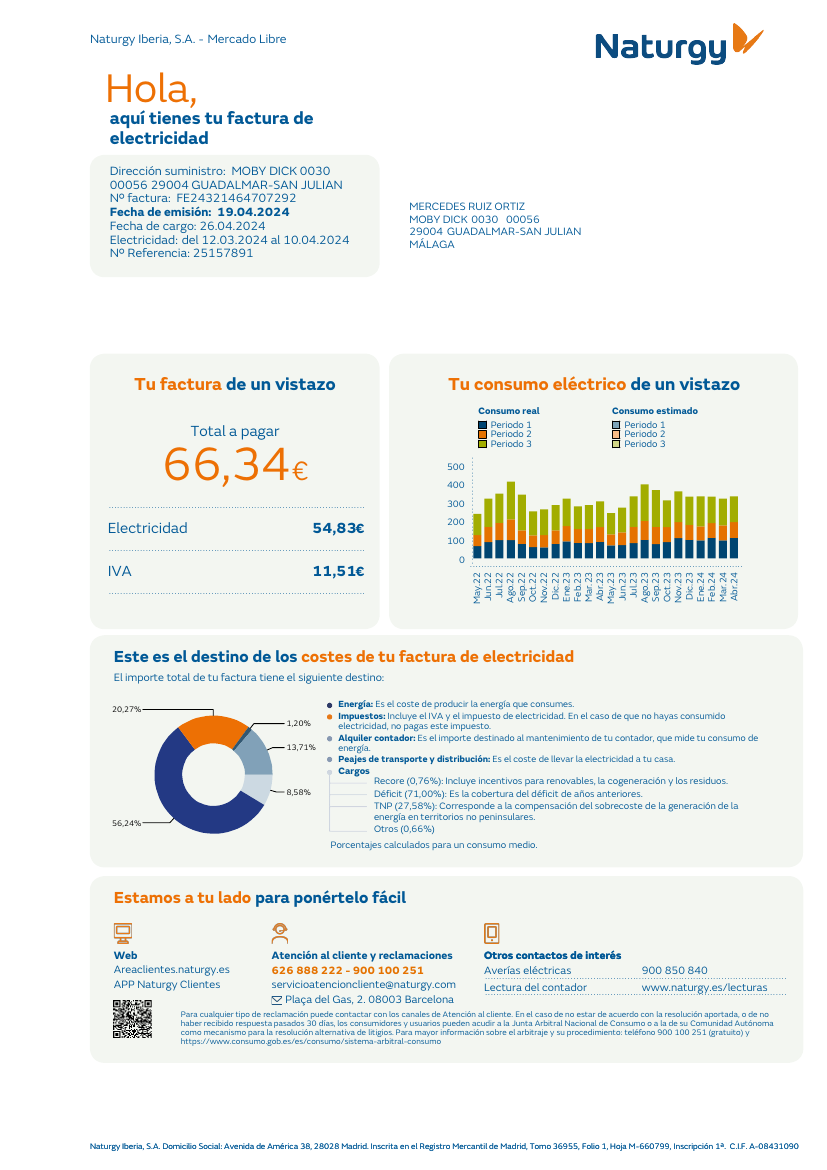 Naturgy Iberia, S.A. - Mercado Libre
Naturgy
Hola,
aquí tienes tu factura de
electricidad
Dirección suministro: MOBY DICK 0030
00056 29004 GUADALMAR-SAN JULIAN
Nº factura: FE24321464707292
Fecha de emisión: 19.04.2024
Fecha de cargo: 26.04.2024
Electricidad: del 12.03.2024 al 10.04.2024
Nº Referencia: 25157891
MERCEDES RUIZ ORTIZ
MOBY DICK 0030 00056
29004 GUADALMAR-SAN JULIAN
MÁLAGA
Tu factura de un vistazo
Total a pagar
66,34€
Electricidad 54,83€
IVA 11,51€
Tu consumo eléctrico de un vistazo
Consumo real Consumo estimado
Periodo 1 Periodo 1
Periodo 2 Periodo 2
Periodo 3 Periodo 3
500
400
300
200
100
0
May.22 Jun.22 Jul.22 Ago.22 Sep.22 Oct.22 Nov.22 Dic.22 Ene.23 Feb.23 Mar.23 Abr.23 May.23 Jun.23 Jul.23 Ago.23 Sep.23 Oct.23 Nov.23 Dic.23 Ene.24 Feb.24 Mar.24 Abr.24
Este es el destino de los costes de tu factura de electricidad
El importe total de tu factura tiene el siguiente destino:
20,27%
1,20%
13,71%
8,58%
56,24%
Energía: Es el coste de producir la energía que consumes.
Impuestos: Incluye el IVA y el impuesto de electricidad. En el caso de que no hayas consumido
electricidad, no pagas este impuesto.
Alquiler contador: Es el importe destinado al mantenimiento de tu contador, que mide tu consumo de
energía.
Peajes de transporte y distribución: Es el coste de llevar la electricidad a tu casa.
Cargos
Recore (0,76%): Incluye incentivos para renovables, la cogeneración y los residuos.
Déficit (71,00%): Es la cobertura del déficit de años anteriores.
TNP (27,58%): Corresponde a la compensación del sobrecoste de la generación de la
energía en territorios no peninsulares.
Otros (0,66%)
Porcentajes calculados para un consumo medio.
Estamos a tu lado para ponértelo fácil
Web
Areaclientes.naturgy.es
APP Naturgy Clientes
Atención al cliente y reclamaciones
626 888 222 - 900 100 251
servicioatencioncliente@naturgy.com
Plaça del Gas, 2. 08003 Barcelona
Otros contactos de interés
Averías eléctricas 900 850 840
Lectura del contador www.naturgy.es/lecturas
Para cualquier tipo de reclamación puede contactar con los canales de Atención al cliente. En el caso de no estar de acuerdo con la resolución aportada, o de no
haber recibido respuesta pasados 30 días, los consumidores y usuarios pueden acudir a la Junta Arbitral Nacional de Consumo o a la de su Comunidad Autónoma
como mecanismo para la resolución alternativa de litigios. Para mayor información sobre el arbitraje y su procedimiento: teléfono 900 100 251 (gratuito) y
https://www.consumo.gob.es/es/consumo/sistema-arbitral-consumo
Naturgy Iberia, S.A. Domicilio Social: Avenida de América 38, 28028 Madrid. Inscrita en el Registro Mercantil de Madrid, Tomo 36955, Folio 1, Hoja M-660799, Inscripción 1ª. C.I.F. A-08431090